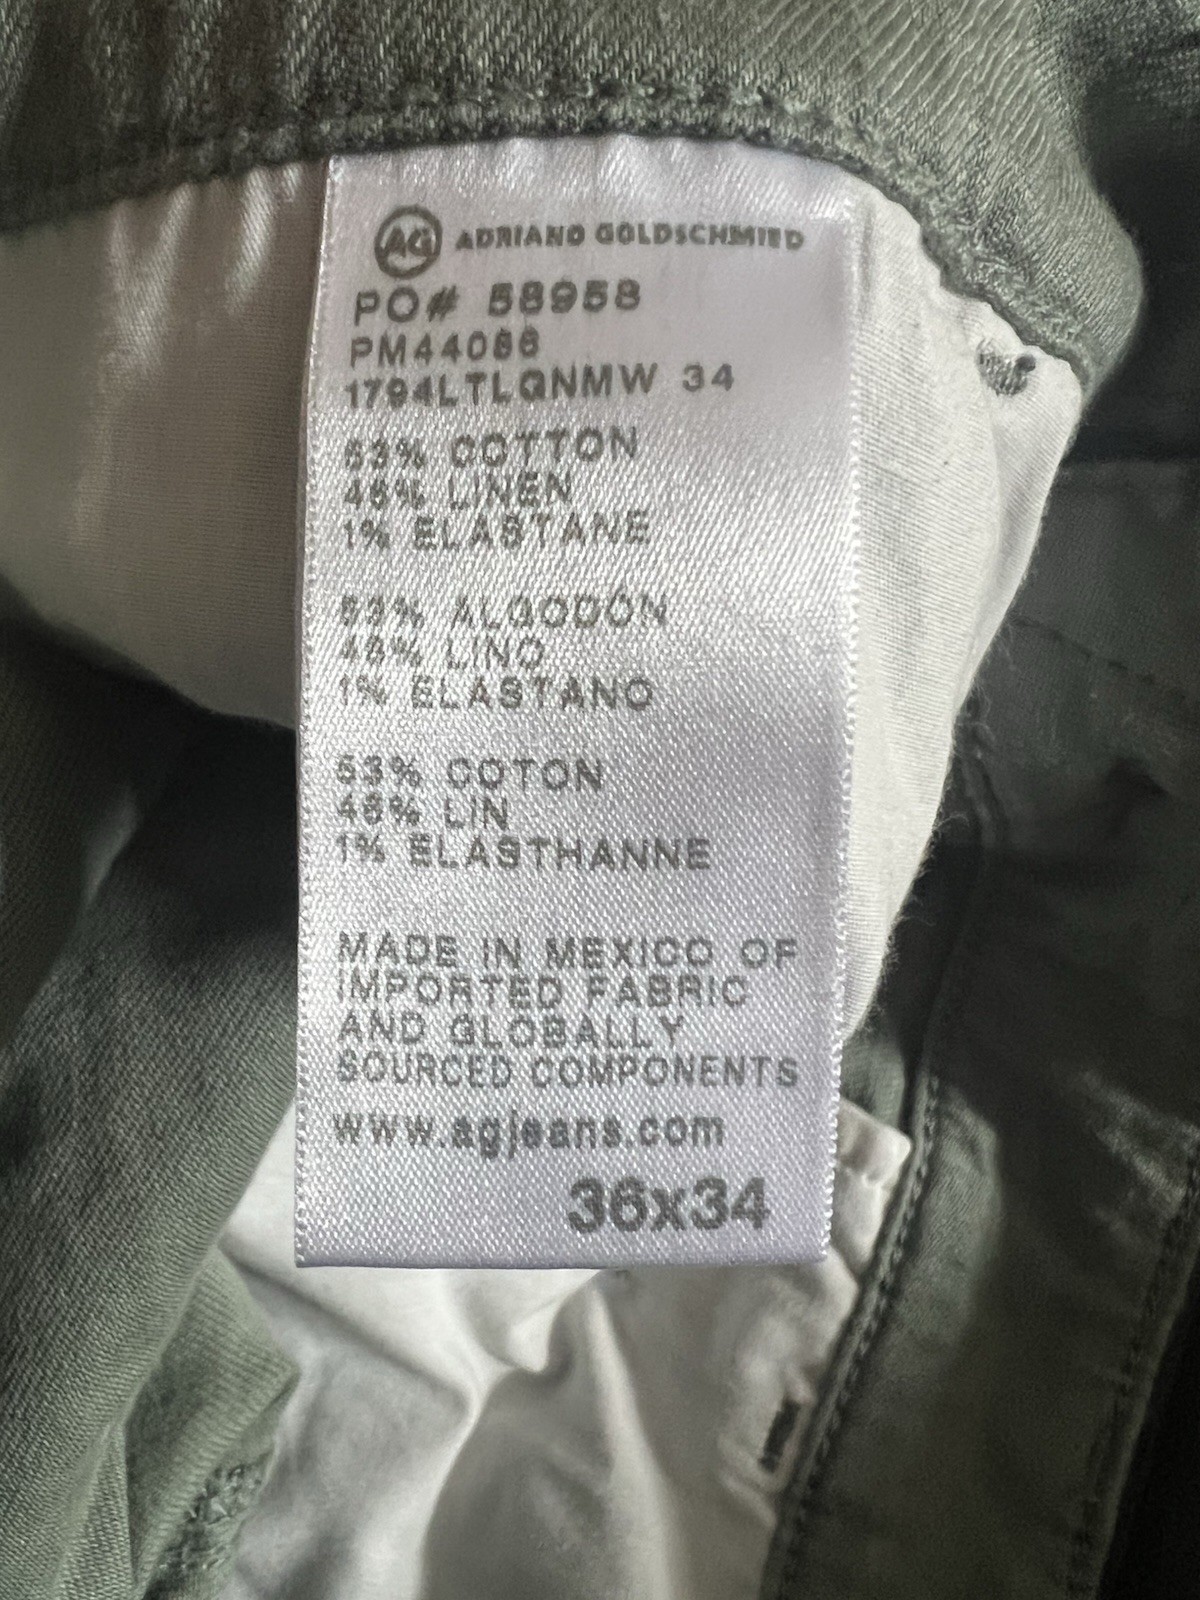 AG ADRIANO GOLDSCHMIED
PO# 58958
PM44086
1794LTLGNMW 34
53% COTTON
46% LINEN
1% ELASTANE
53% ALGODÓN
46% LINO
1% ELASTANO
53% COTON
46% LIN
1% ELASTHANNE
MADE IN MEXICO OF
IMPORTED FABRIC
AND GLOBALLY
SOURCED COMPONENTS
www.agjeans.com
36x34